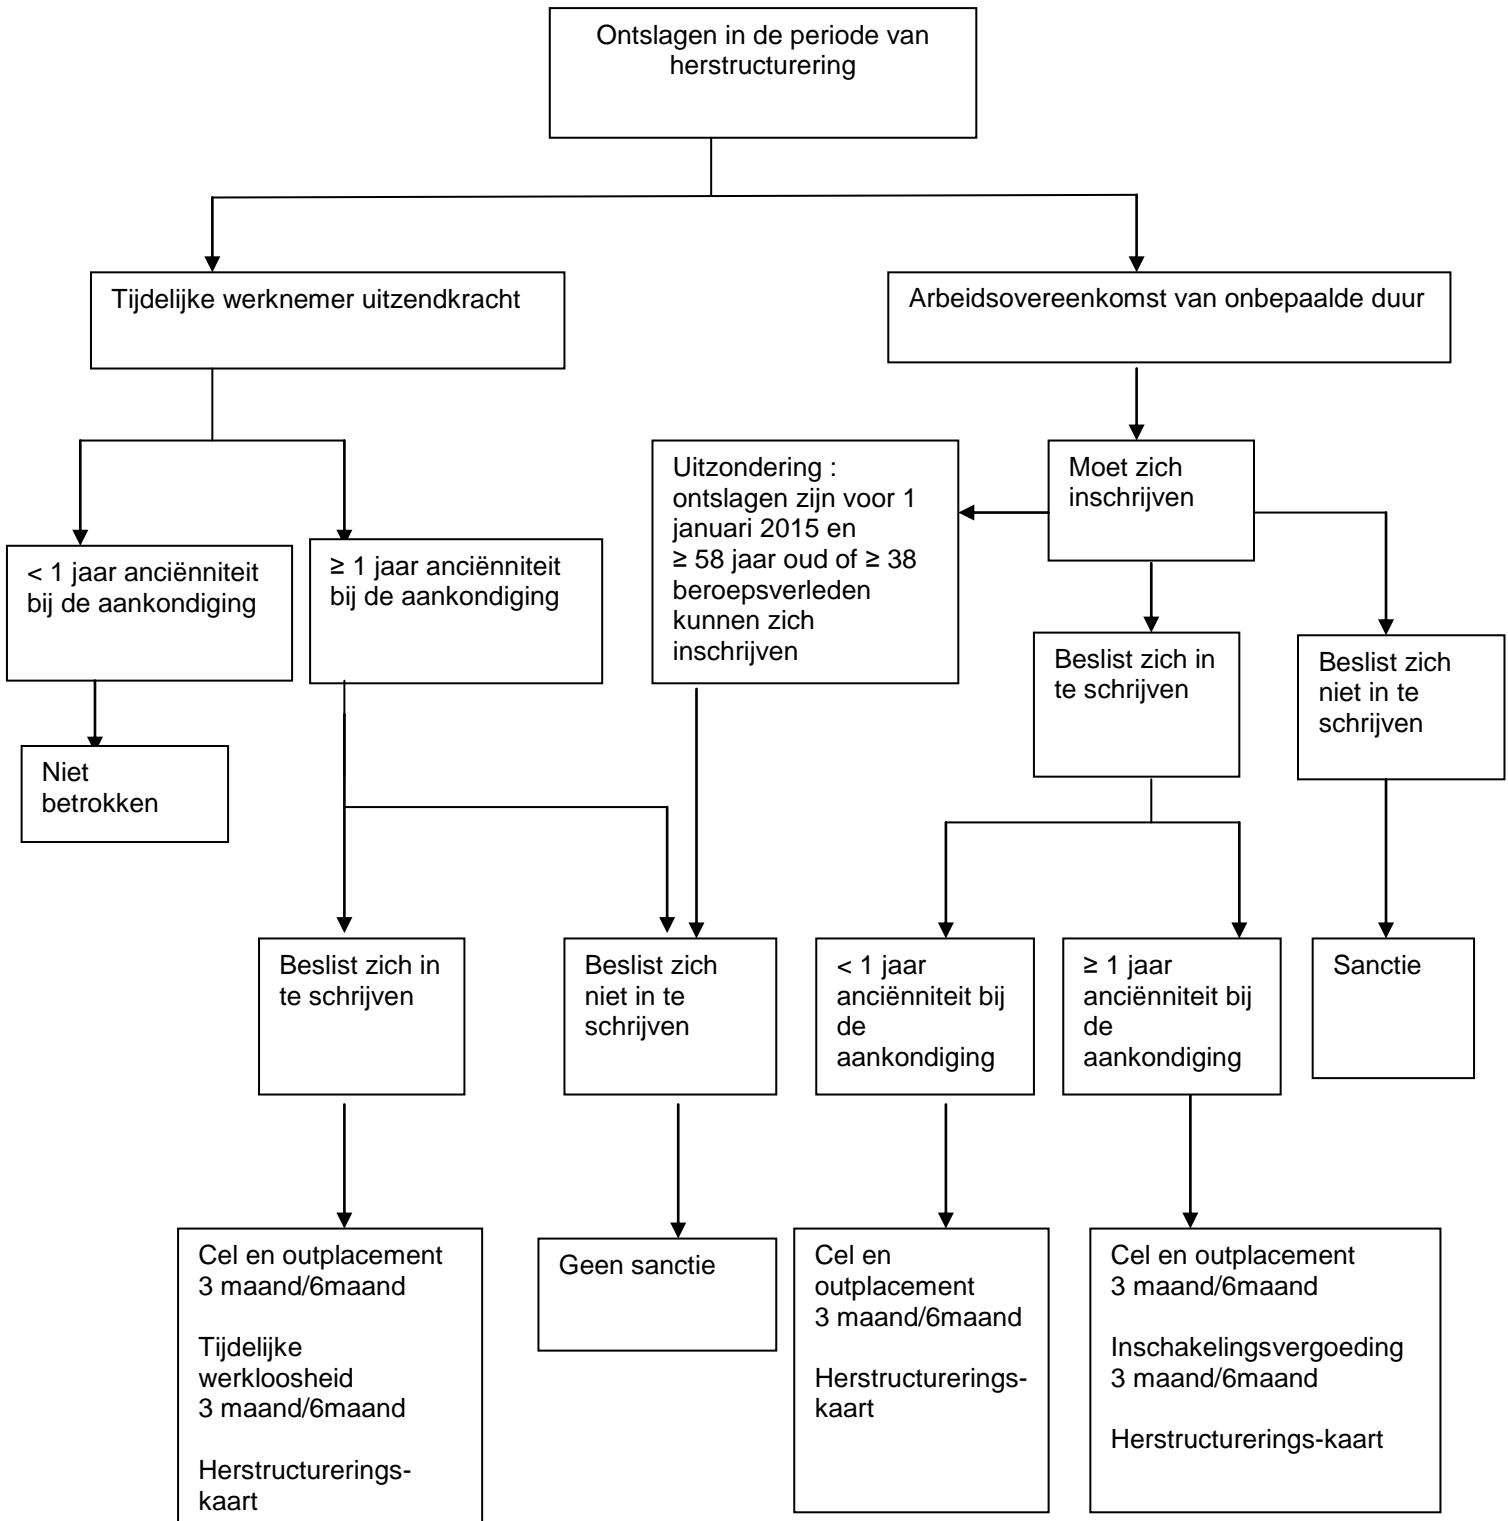 Ontslagen in de periode van
herstructurering
Tijdelijke werknemer uitzendkracht
Arbeidsovereenkomst van onbepaalde duur
< 1 jaar anciënniteit
bij de aankondiging
≥ 1 jaar anciënniteit
bij de aankondiging
Uitzondering :
ontslagen zijn voor 1
januari 2015 en
≥ 58 jaar oud of ≥ 38
beroepsverleden
kunnen zich
inschrijven
Moet zich
inschrijven
Beslist zich in
te schrijven
Beslist zich
niet in te
schrijven
Niet
betrokken
Beslist zich in
te schrijven
Beslist zich
niet in te
schrijven
< 1 jaar
anciënniteit bij
de
aankondiging
≥ 1 jaar
anciënniteit bij
de
aankondiging
Sanctie
Cel en outplacement
3 maand/6maand
Tijdelijke
werkloosheid
3 maand/6maand
Herstructurerings-
kaart
Geen sanctie
Cel en
outplacement
3 maand/6maand
Herstructurerings-
kaart
Cel en outplacement
3 maand/6maand
Inschakelingsvergoeding
3 maand/6maand
Herstructurerings-kaart